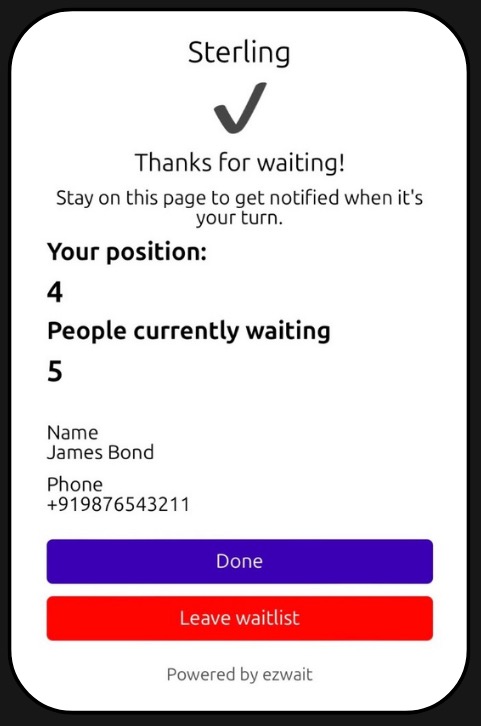 Sterling
Thanks for waiting!
Stay on this page to get notified when it's
your turn.
Your position:
4
People currently waiting
5
Name
James Bond
Phone
+919876543211
Done
Leave waitlist
Powered by ezwait